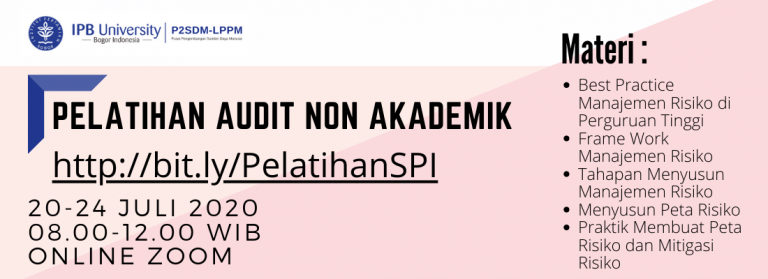 IPB University
Bogor Indonesia
P2SDM-LPPM
Pusat Pengembangan Sumber Daya Manusia
PELATIHAN AUDIT NON AKADEMIK
http://bit.ly/PelatihanSPI
20-24 JULI 2020
08.00-12.00 WIB
ONLINE ZOOM
Materi :
• Best Practice
Manajemen Risiko di
Perguruan Tinggi
• Frame Work
Manajemen Risiko
• Tahapan Menyusun
Manajemen Risiko
• Menyusun Peta Risiko
• Praktik Membuat Peta
Risiko dan Mitigasi
Risiko